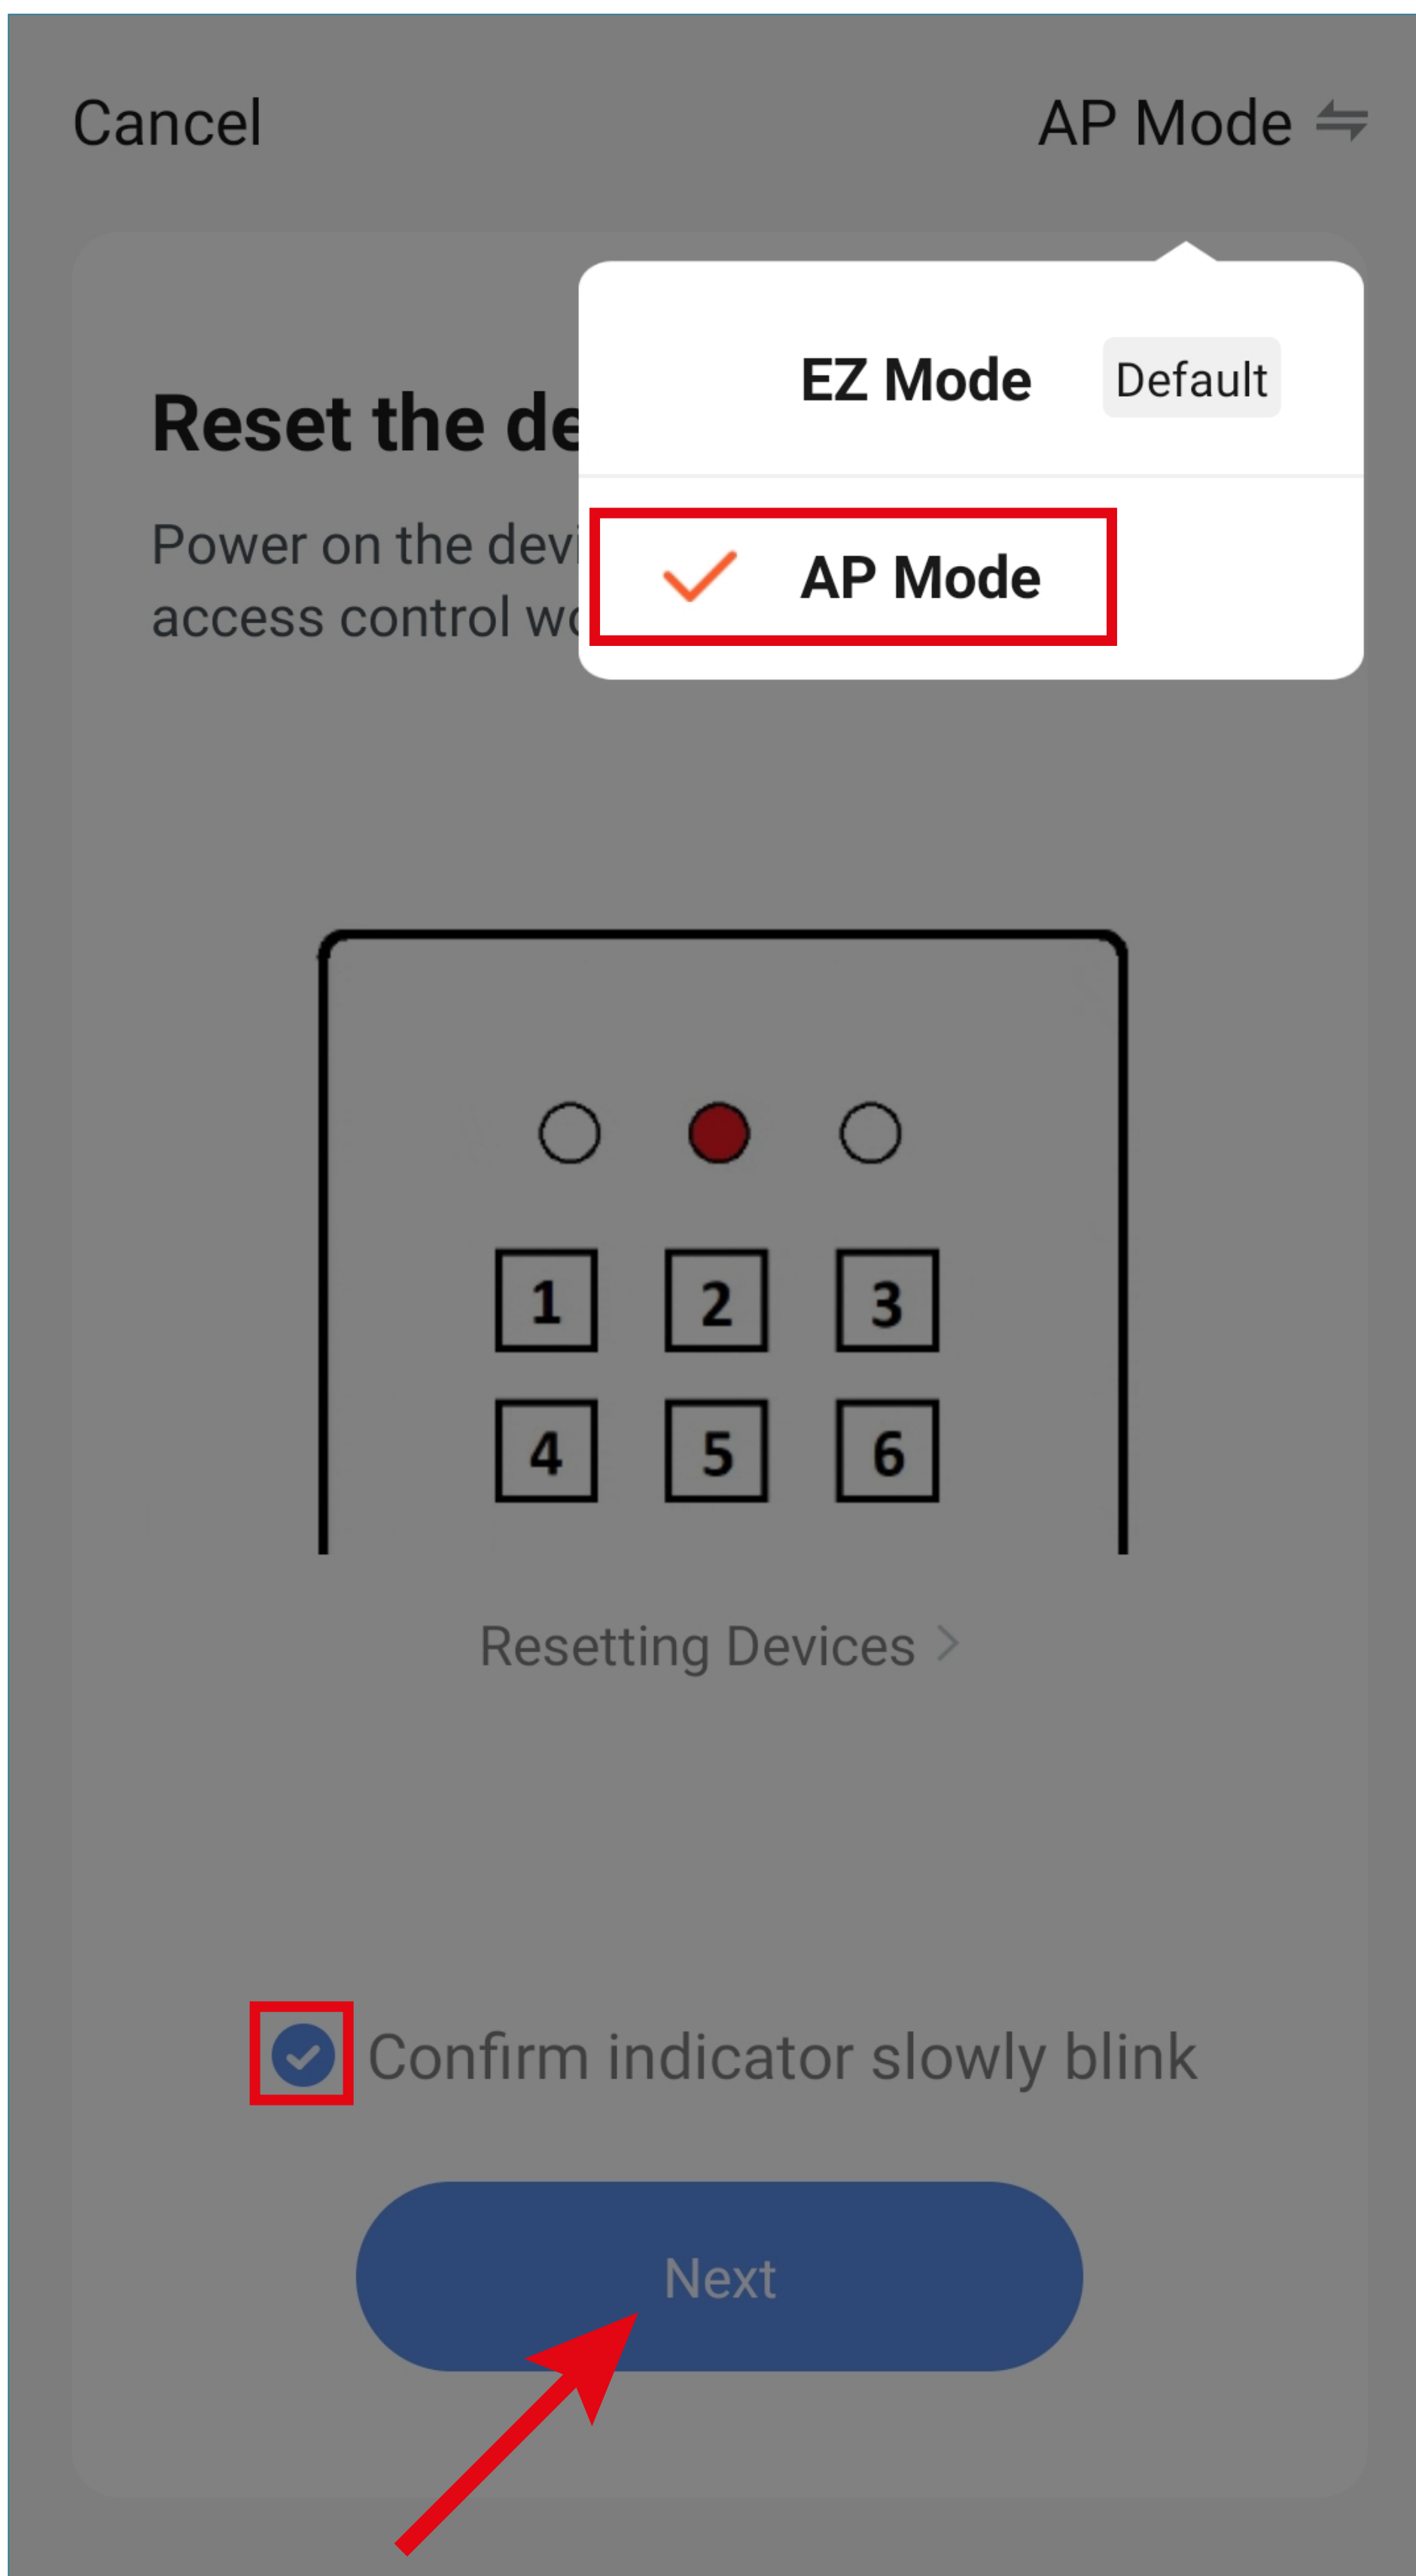 Cancel
AP Mode
EZ Mode Default
AP Mode
Reset the de
Power on the devi
access control wo
1 2 3
4 5 6
Resetting Devices >
Confirm indicator slowly blink
Next